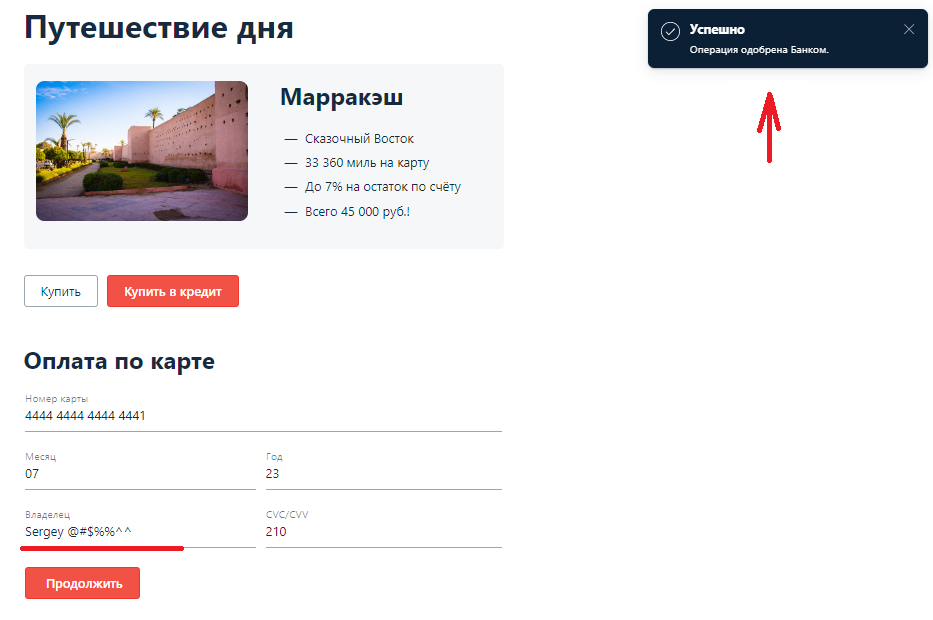 Путешествие дня
Успешно
Операция одобрена Банком.
Марракэш
— Сказочный Восток
— 33 360 миль на карту
— До 7% на остаток по счёту
— Всего 45 000 руб.!
Купить
Купить в кредит
Оплата по карте
Номер карты
4444 4444 4444 4441
Месяц
Год
07
23
Владелец
CVC/CVV
Sergey @#$%%^^
210
Продолжить